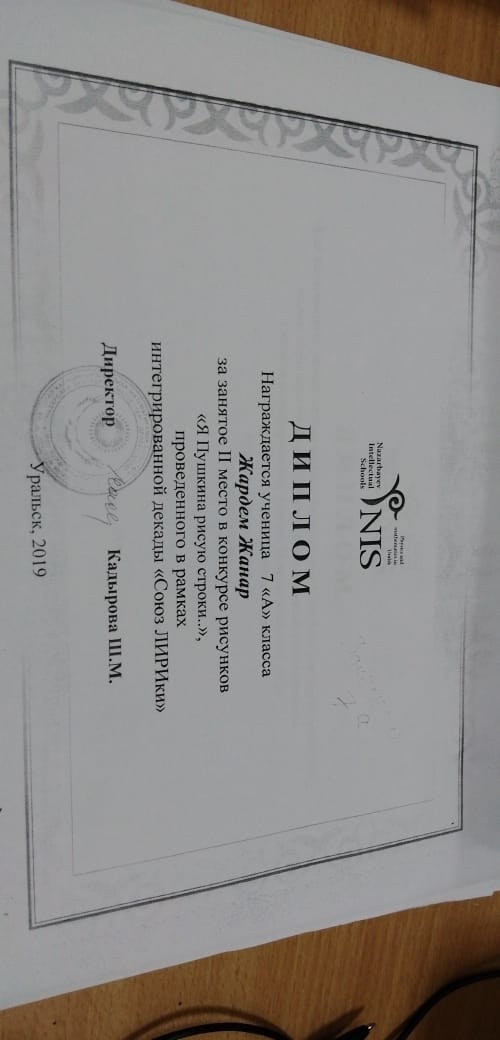 Nazarbayev
Intellectual
Schools
NIS
Physics and
mathematics in
Uralsk
ДИПЛОМ
Награждается ученица 7 «А» класса
Жардем Жанар
за занятое II место в конкурсе рисунков
«Я Пушкина рисую строки..»,
проведенного в рамках
интегрированной декады «Союз ЛИРИки»
Директор Кадырова Ш.М.
Уральск, 2019